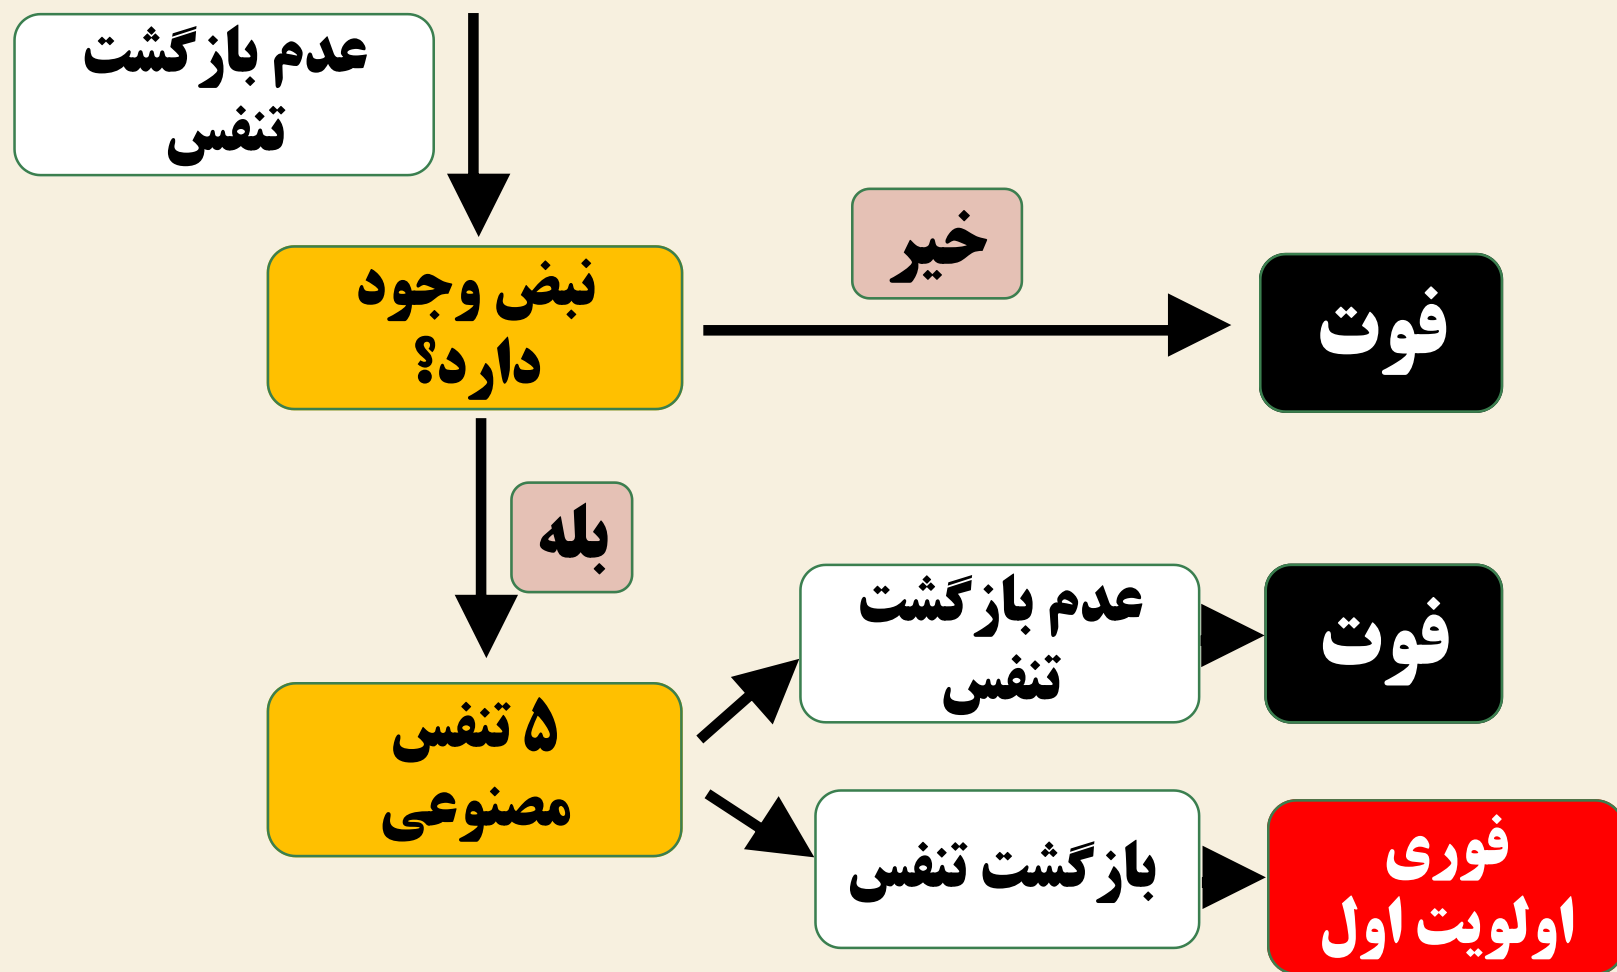 عدم بازگشت
تنفس
نبض وجود
دارد؟
خیر
فوت
بله
۵ تنفس
مصنوعی
عدم بازگشت
تنفس
فوت
بازگشت تنفس
فوری
اولویت اول